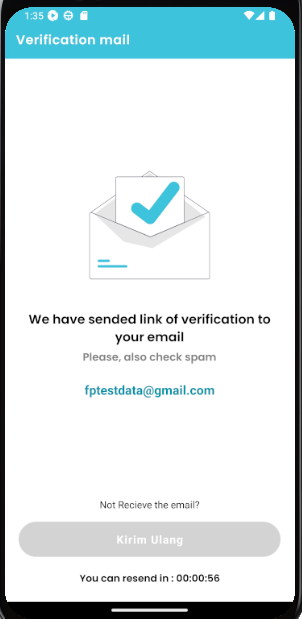 1:35
Verification mail
We have sended link of verification to
your email
Please, also check spam
fptestdata@gmail.com
Not Recieve the email?
Kirim Ulang
You can resend in : 00:00:56